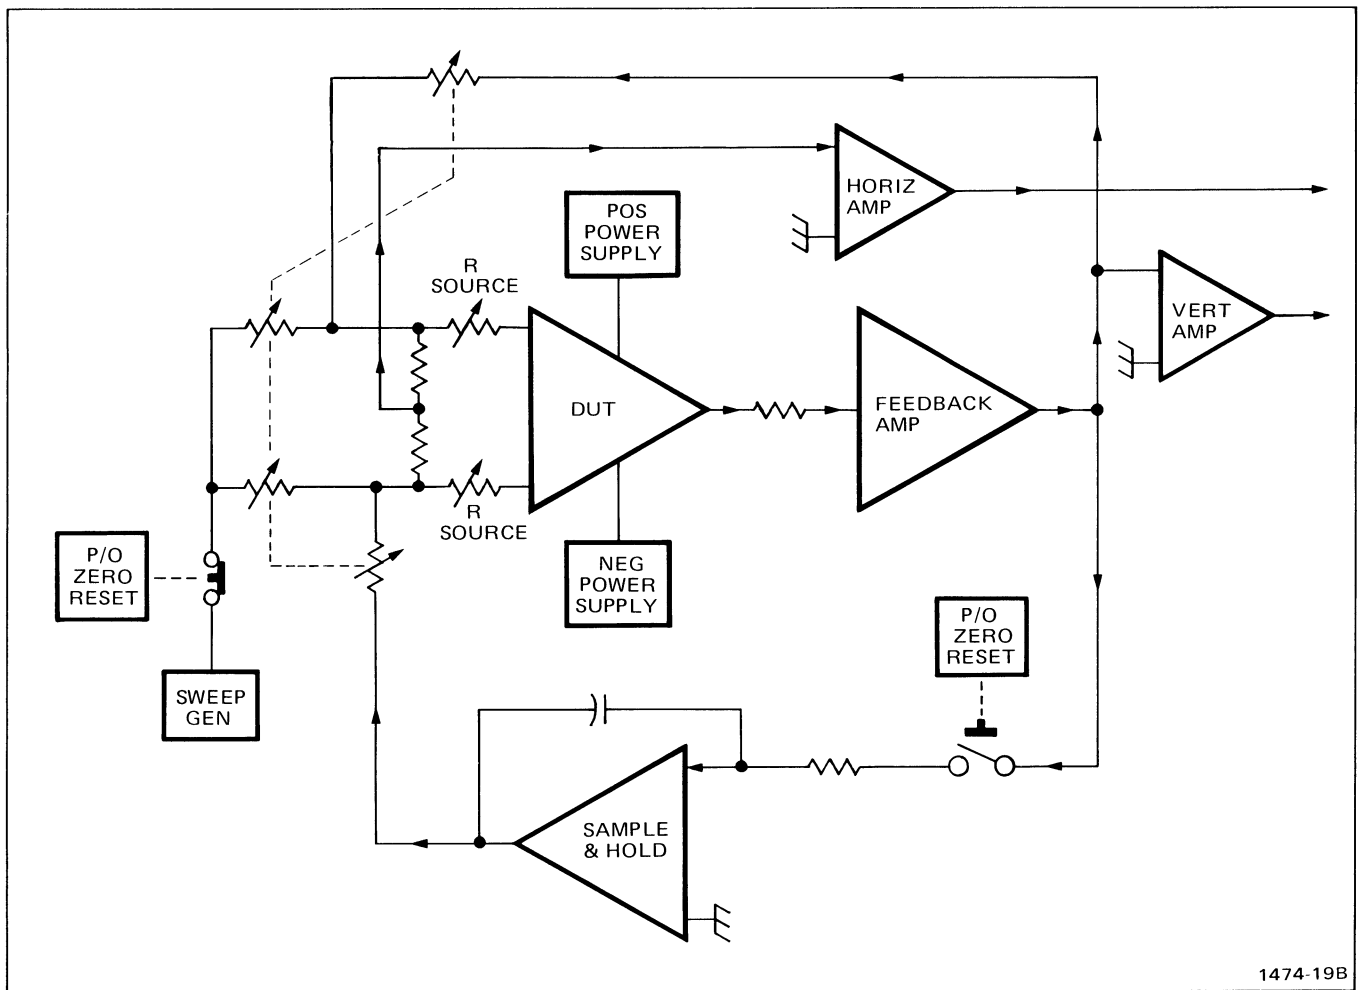 HORIZ
AMP
POS
POWER
SUPPLY
R
SOURCE
VERT
AMP
DUT
FEEDBACK
AMP
R
SOURCE
P/O
ZERO
RESET
NEG
POWER
SUPPLY
P/O
ZERO
RESET
SWEEP
GEN
SAMPLE
& HOLD
1474-19B